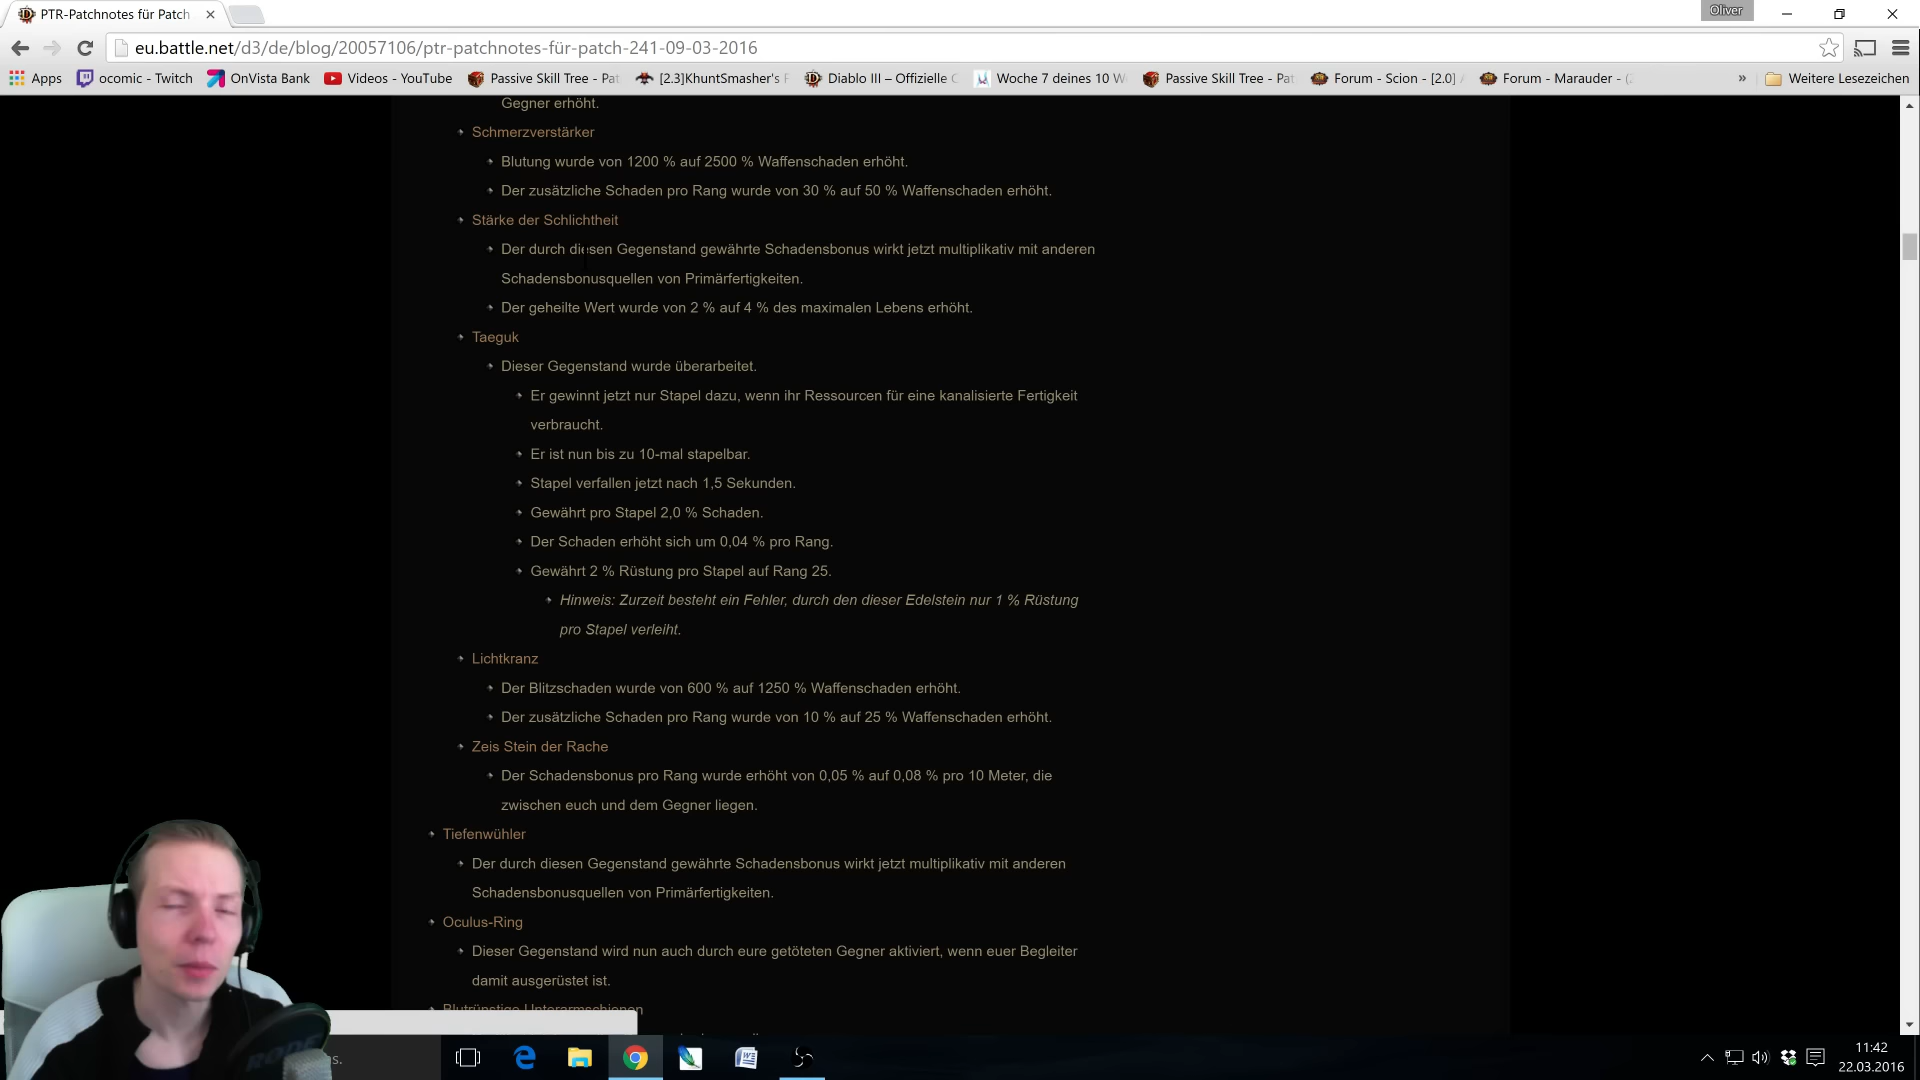 PTR-Patchnotes für Patch
Oliver
eu.battle.net/d3/de/blog/20057106/ptr-patchnotes-für-patch-241-09-03-2016
Apps ocomic - Twitch OnVista Bank Videos - YouTube Passive Skill Tree - Pat [2.3]KhuntSmasher's Diablo III – Offizielle Woche 7 deines 10 W Passive Skill Tree - Pat Forum - Scion - [2.0] Forum - Marauder - » Weitere Lesezeichen
Gegner erhöht.
Schmerzverstärker
Blutung wurde von 1200 % auf 2500 % Waffenschaden erhöht.
Der zusätzliche Schaden pro Rang wurde von 30 % auf 50 % Waffenschaden erhöht.
Stärke der Schlichtheit
Der durch diesen Gegenstand gewährte Schadensbonus wirkt jetzt multiplikativ mit anderen
Schadensbonusquellen von Primärfertigkeiten.
Der geheilte Wert wurde von 2 % auf 4 % des maximalen Lebens erhöht.
Taeguk
Dieser Gegenstand wurde überarbeitet.
Er gewinnt jetzt nur Stapel dazu, wenn ihr Ressourcen für eine kanalisierte Fertigkeit
verbraucht.
Er ist nun bis zu 10-mal stapelbar.
Stapel verfallen jetzt nach 1,5 Sekunden.
Gewährt pro Stapel 2,0 % Schaden.
Der Schaden erhöht sich um 0,04 % pro Rang.
Gewährt 2 % Rüstung pro Stapel auf Rang 25.
Hinweis: Zurzeit besteht ein Fehler, durch den dieser Edelstein nur 1 % Rüstung
pro Stapel verleiht.
Lichtkranz
Der Blitzschaden wurde von 600 % auf 1250 % Waffenschaden erhöht.
Der zusätzliche Schaden pro Rang wurde von 10 % auf 25 % Waffenschaden erhöht.
Zeis Stein der Rache
Der Schadensbonus pro Rang wurde erhöht von 0,05 % auf 0,08 % pro 10 Meter, die
zwischen euch und dem Gegner liegen.
Tiefenwühler
Der durch diesen Gegenstand gewährte Schadensbonus wirkt jetzt multiplikativ mit anderen
Schadensbonusquellen von Primärfertigkeiten.
Oculus-Ring
Dieser Gegenstand wird nun auch durch eure getöteten Gegner aktiviert, wenn euer Begleiter
damit ausgerüstet ist.
Blutrünstige Unterarmschienen
RODE
11:42
22.03.2016